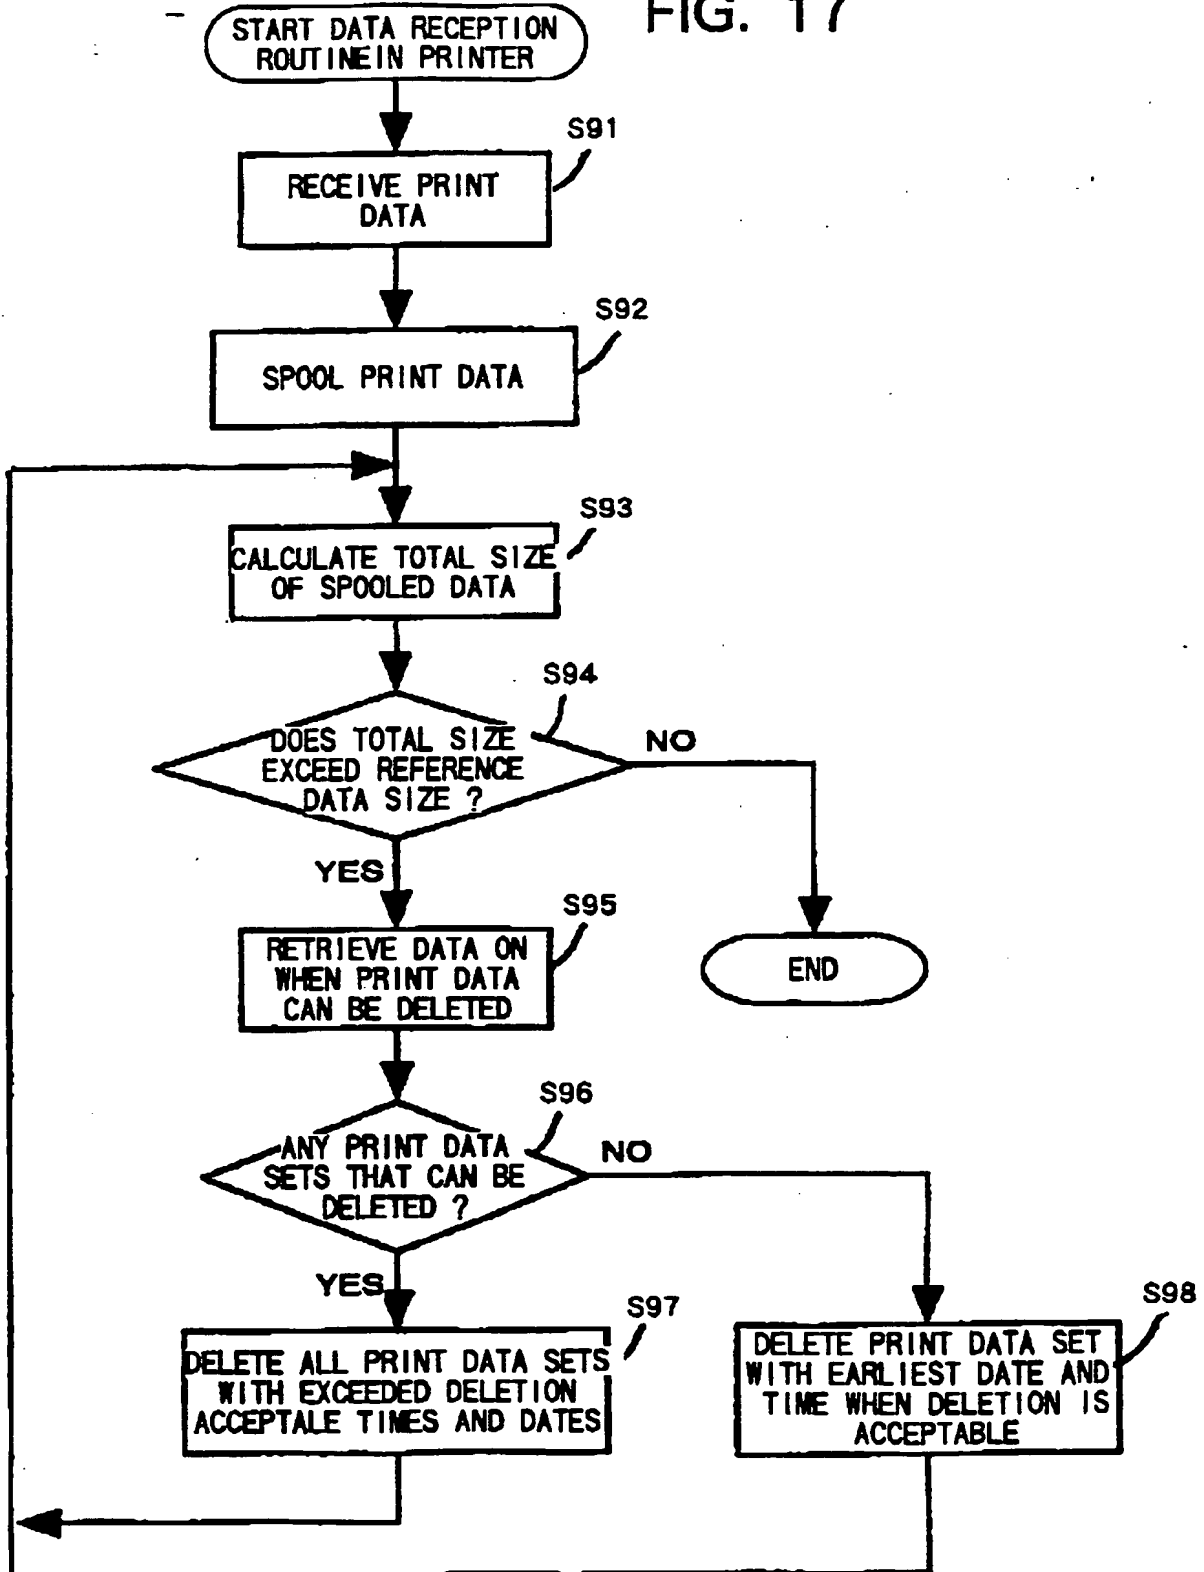 FIG. 17
START DATA RECEPTION
ROUTINEIN PRINTER
S91
RECEIVE PRINT
DATA
S92
SPOOL PRINT DATA
S93
CALCULATE TOTAL SIZE
OF SPOOLED DATA
S94
DOES TOTAL SIZE
EXCEED REFERENCE
DATA SIZE ?
NO
YES
END
S95
RETRIEVE DATA ON
WHEN PRINT DATA
CAN BE DELETED
S96
ANY PRINT DATA
SETS THAT CAN BE
DELETED ?
NO
YES
S97
DELETE ALL PRINT DATA SETS
WITH EXCEEDED DELETION
ACCEPTALE TIMES AND DATES
S98
DELETE PRINT DATA SET
WITH EARLIEST DATE AND
TIME WHEN DELETION IS
ACCEPTABLE